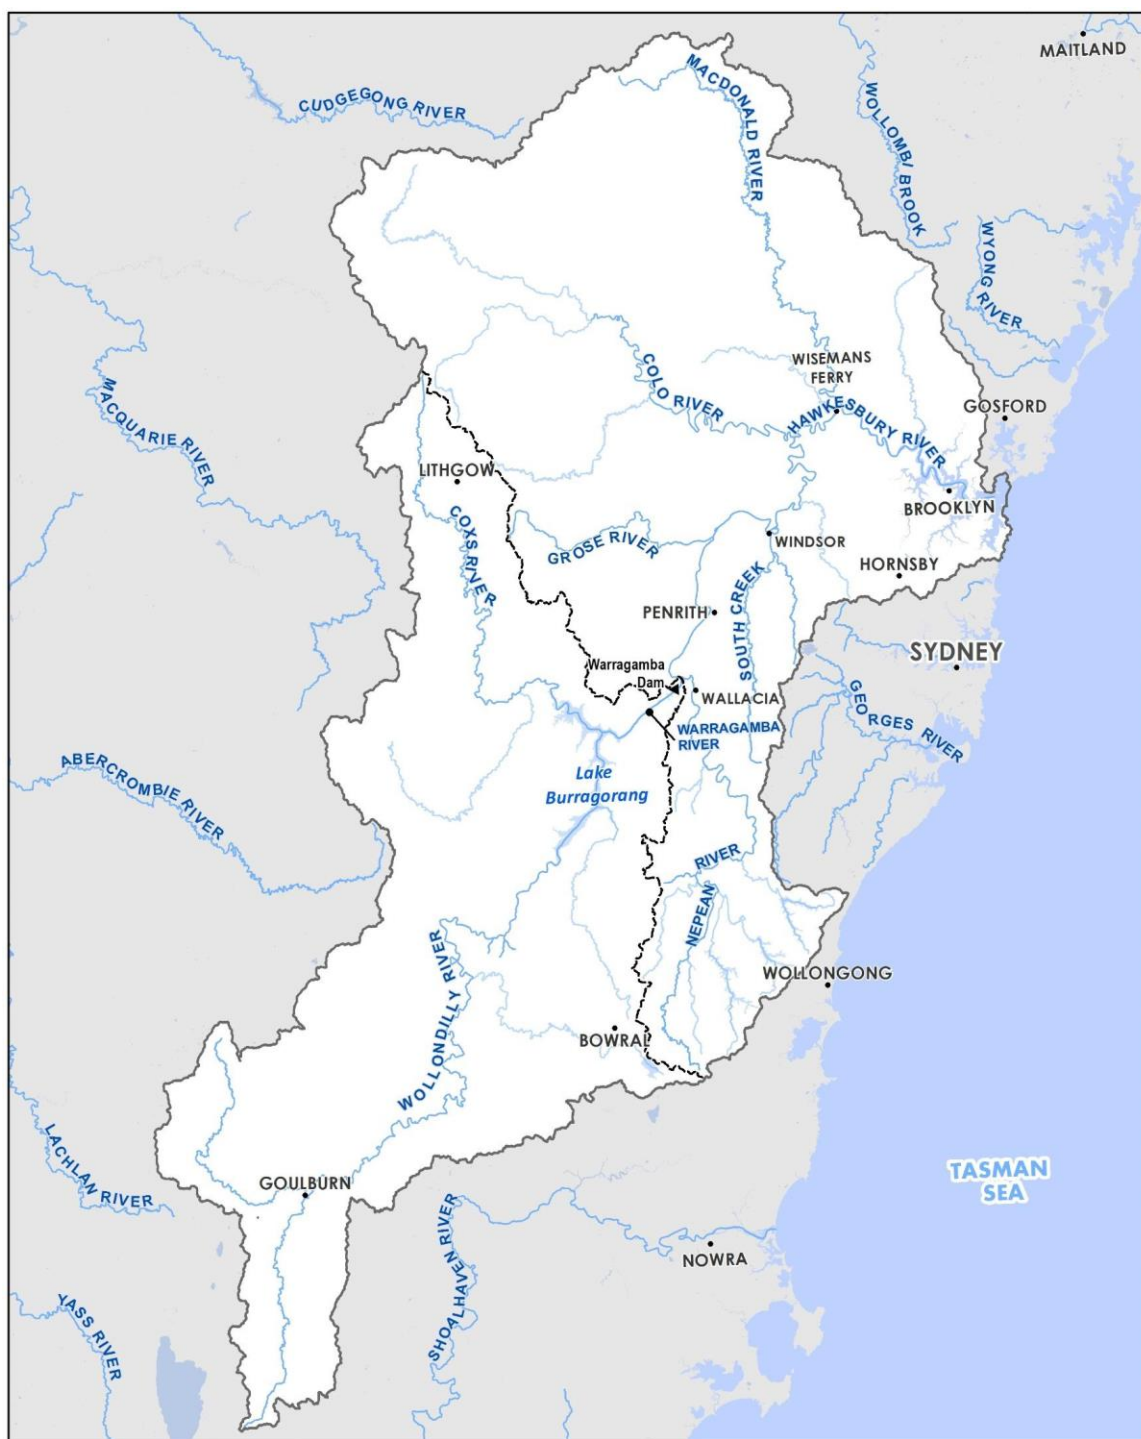 MAITLAND
CUDGEGONG RIVER
MACDONALD RIVER
WOLLOMBI BROOK
WYONG RIVER
MACQUARIE RIVER
COLO RIVER
WISEMANS
FERRY
HAWKESBURY RIVER
GOSFORD
LITHGOW
BROOKLYN
COXS RIVER
GROSE RIVER
WINDSOR
HORNSBY
PENRITH
SOUTH CREEK
SYDNEY
Warragamba
Dam
WALLACIA
GEORGES RIVER
WARRAGAMBA
RIVER
Lake
Burragorang
ABERCROMBIE RIVER
NEPEAN RIVER
WOLLONGONG
WOLLONDILLY RIVER
BOWRAL
LACHLAN RIVER
GOULBURN
TASMAN
SEA
SHOALHAVEN RIVER
NOWRA
YASS RIVER